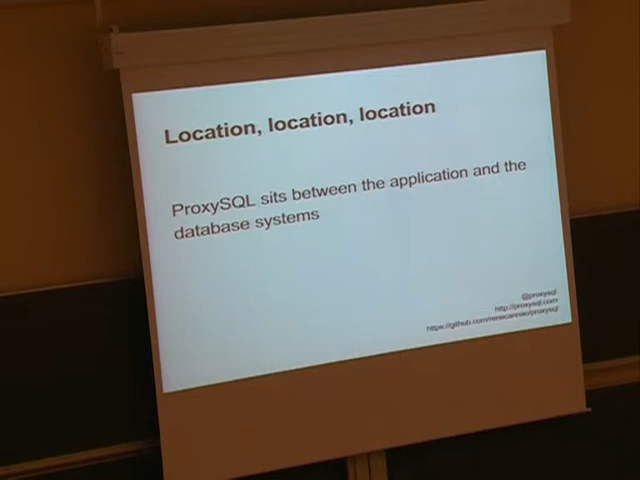 Location, location, location
ProxySQL sits between the application and the
database systems
@proxysql
http://proxysql.com
https://github.com/renecannao/proxysql